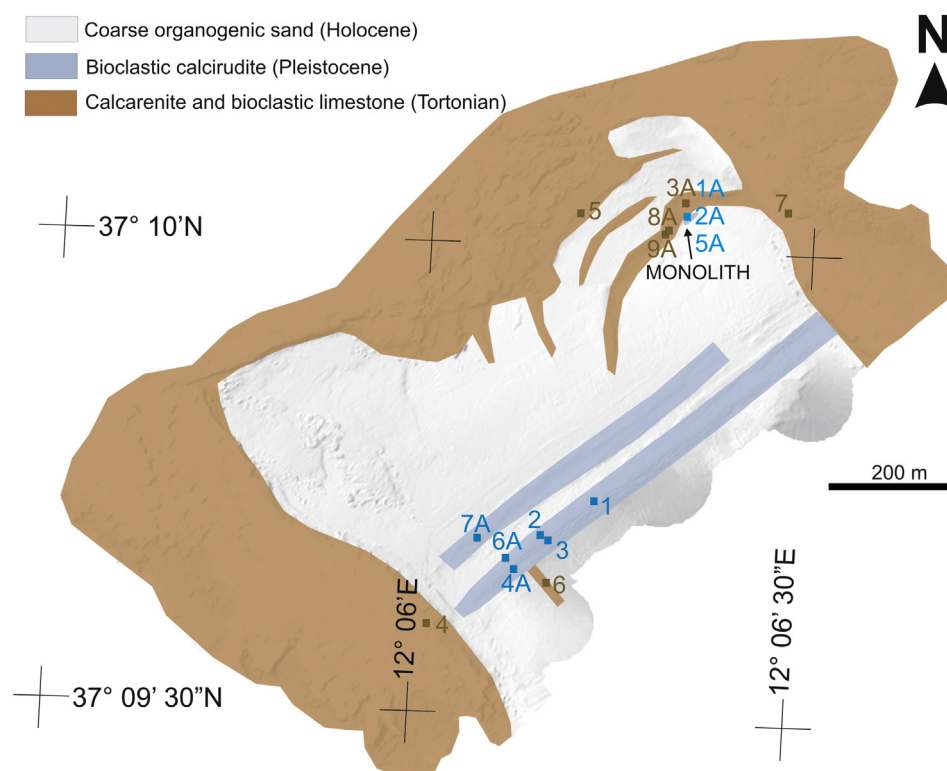 Coarse organogenic sand (Holocene)
Bioclastic calcirudite (Pleistocene)
Calcarenite and bioclastic limestone (Tortonian)
N
37° 10’N
5
3A 1A
7
8A 2A
9A 5A
MONOLITH
200 m
1
2
7A
3
6A
4A
6
4
12° 06’E
12° 06’ 30”E
37° 09’ 30”N